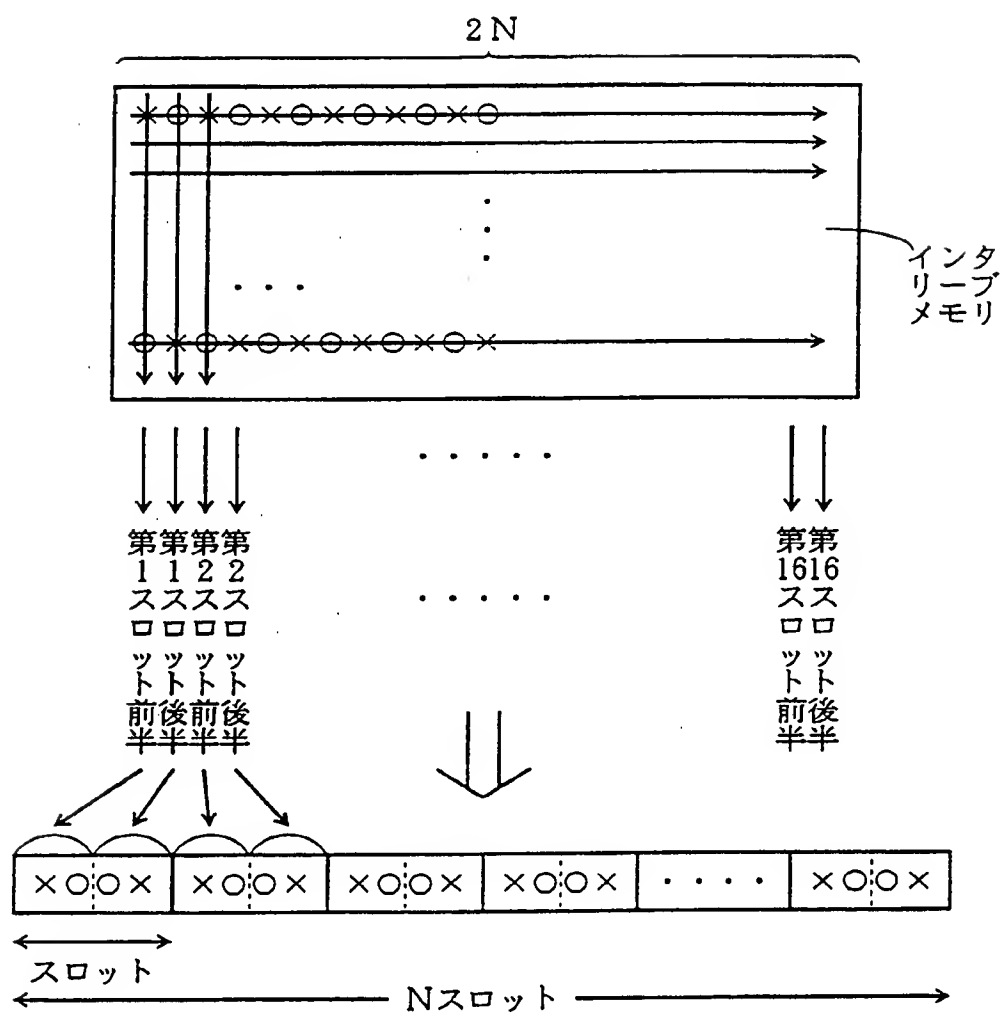 2N
インタ
リーブ
メモリ
第1スロット前半
第1スロット後半
第2スロット前半
第2スロット後半
第16スロット前半
第16スロット後半
×○○×
×○○×
×○○×
×○○×
・・・・
×○○×
スロット
Nスロット